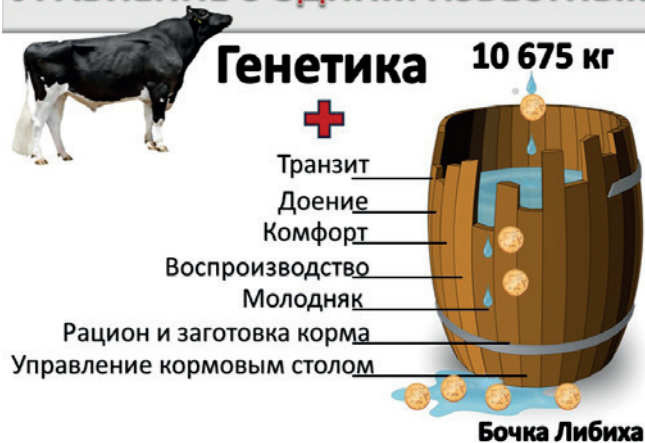 Генетика
10 675 кг
Транзит
Доение
Комфорт
Воспроизводство
Молодняк
Рацион и заготовка корма
Управление кормовым столом
Бочка Либиха